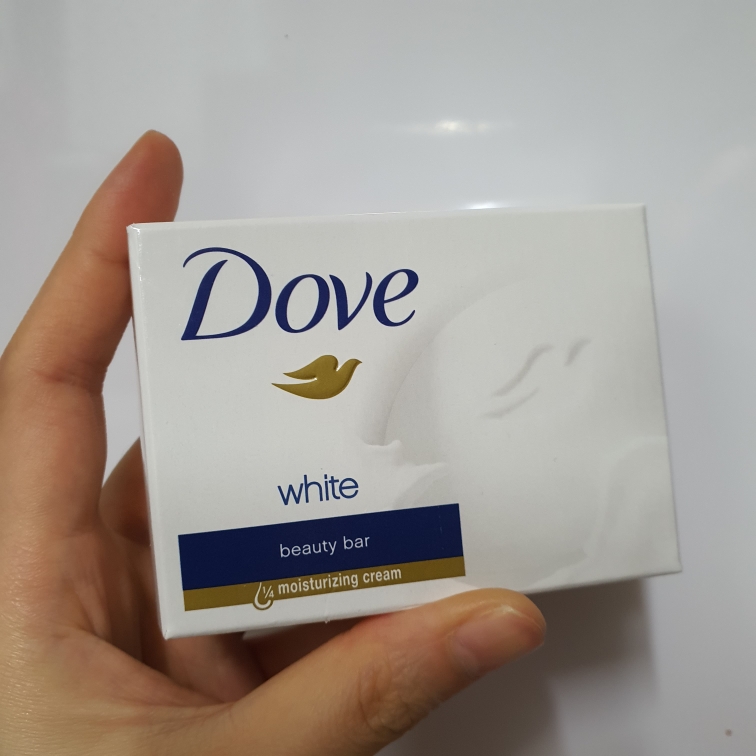 Dove
white
beauty bar
¼ moisturizing cream